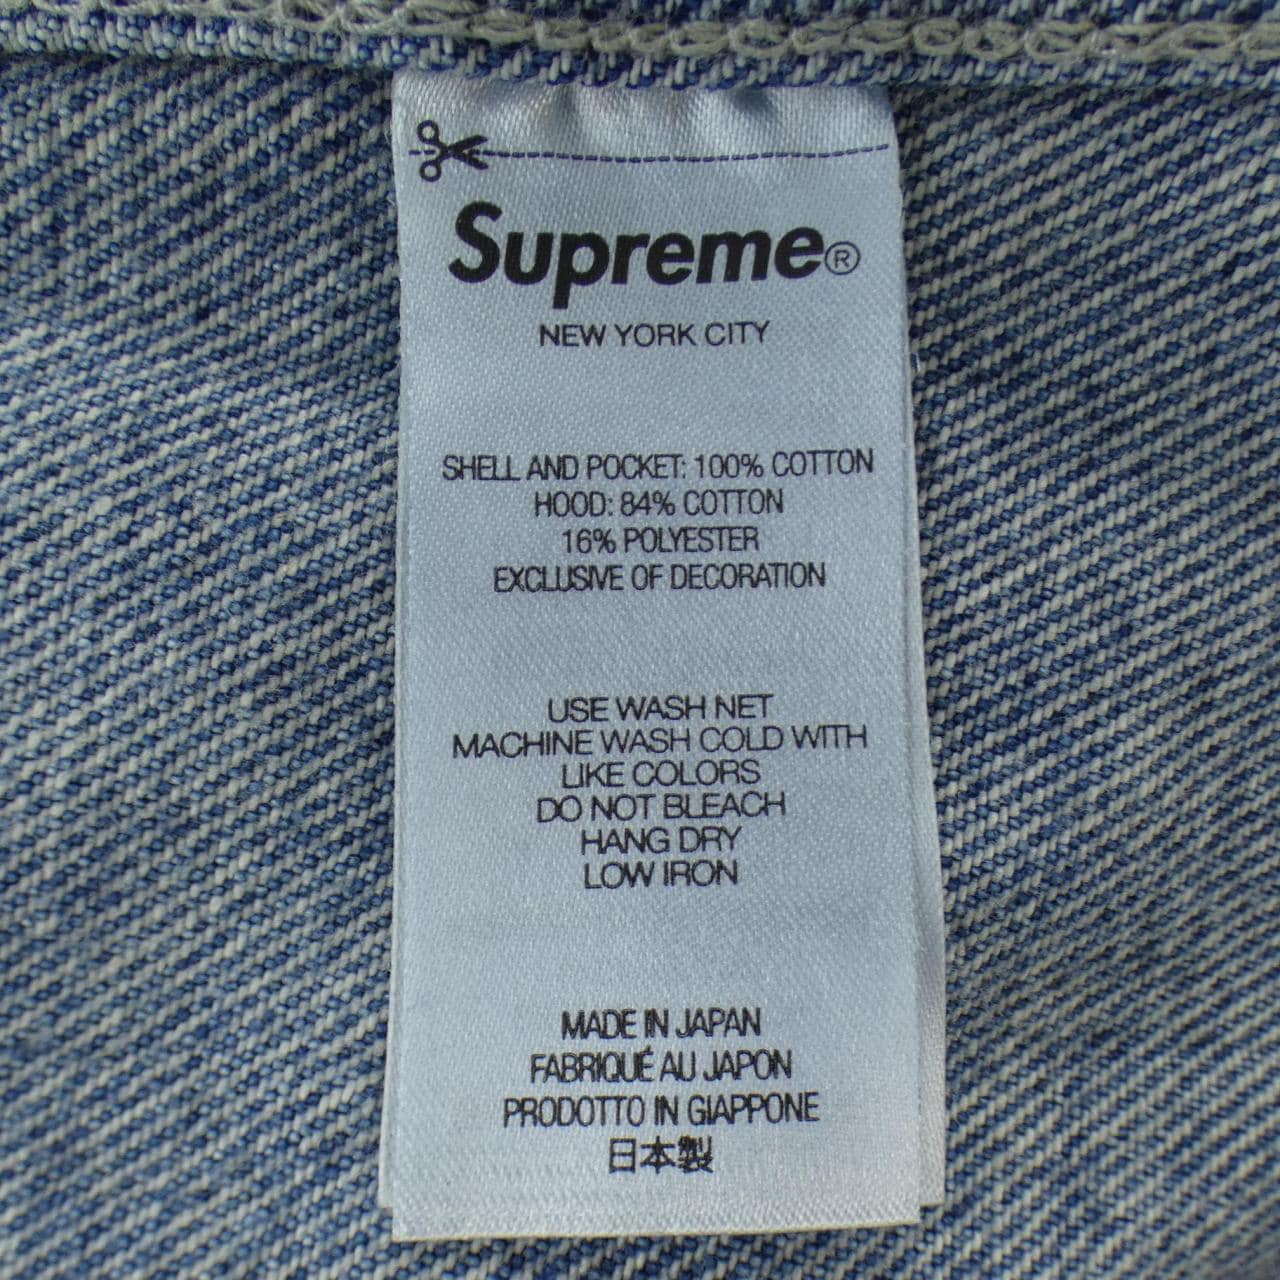 Supreme®
NEW YORK CITY
SHELL AND POCKET: 100% COTTON
HOOD: 84% COTTON
16% POLYESTER
EXCLUSIVE OF DECORATION
USE WASH NET
MACHINE WASH COLD WITH
LIKE COLORS
DO NOT BLEACH
HANG DRY
LOW IRON
MADE IN JAPAN
FABRIQUÉ AU JAPON
PRODOTTO IN GIAPPONE
日本製